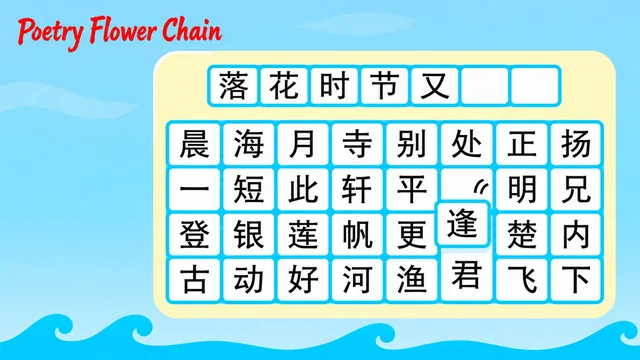 Poetry Flower Chain
落花时节又
晨海月寺别处正扬
一短此轩平明兄
登银莲帆更逢楚内
古动好河渔君飞下